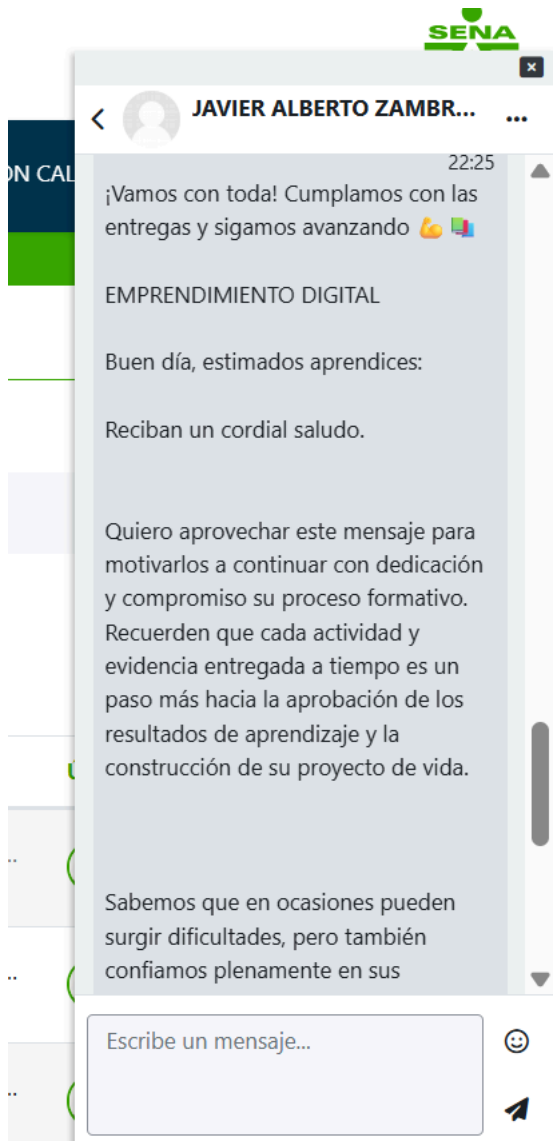 SENA
JAVIER ALBERTO ZAMBR...
ÓN CAL
22:25
¡Vamos con toda! Cumplamos con las
entregas y sigamos avanzando 💪 📚
EMPRENDIMIENTO DIGITAL
Buen día, estimados aprendices:
Reciban un cordial saludo.
Quiero aprovechar este mensaje para
motivarlos a continuar con dedicación
y compromiso su proceso formativo.
Recuerden que cada actividad y
evidencia entregada a tiempo es un
paso más hacia la aprobación de los
resultados de aprendizaje y la
construcción de su proyecto de vida.
Sabemos que en ocasiones pueden
surgir dificultades, pero también
confiamos plenamente en sus
Escribe un mensaje...